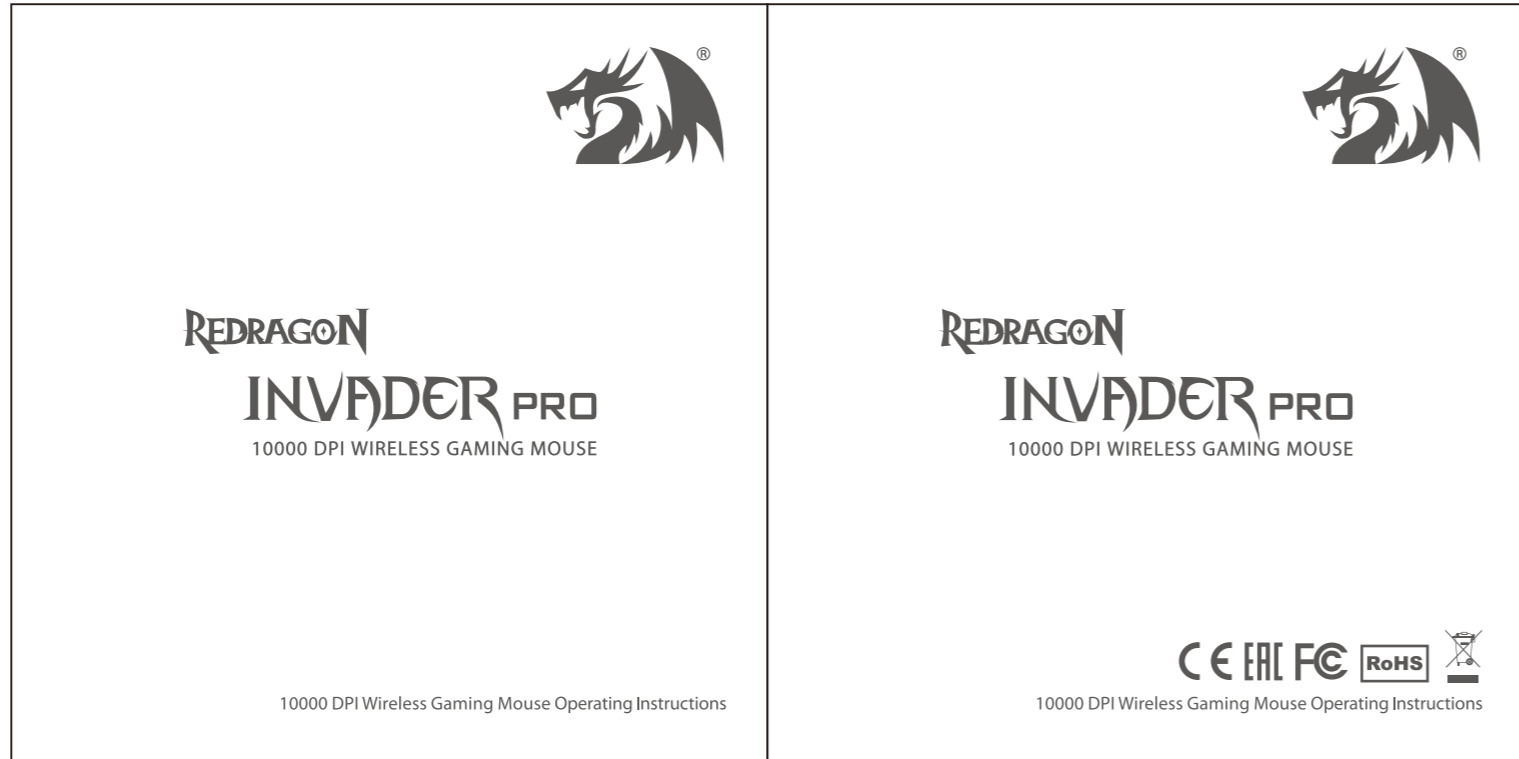 ®
REDRAGON
INVADER PRO
10000 DPI WIRELESS GAMING MOUSE
10000 DPI Wireless Gaming Mouse Operating Instructions
®
REDRAGON
INVADER PRO
10000 DPI WIRELESS GAMING MOUSE
CE EAC FC RoHS
10000 DPI Wireless Gaming Mouse Operating Instructions